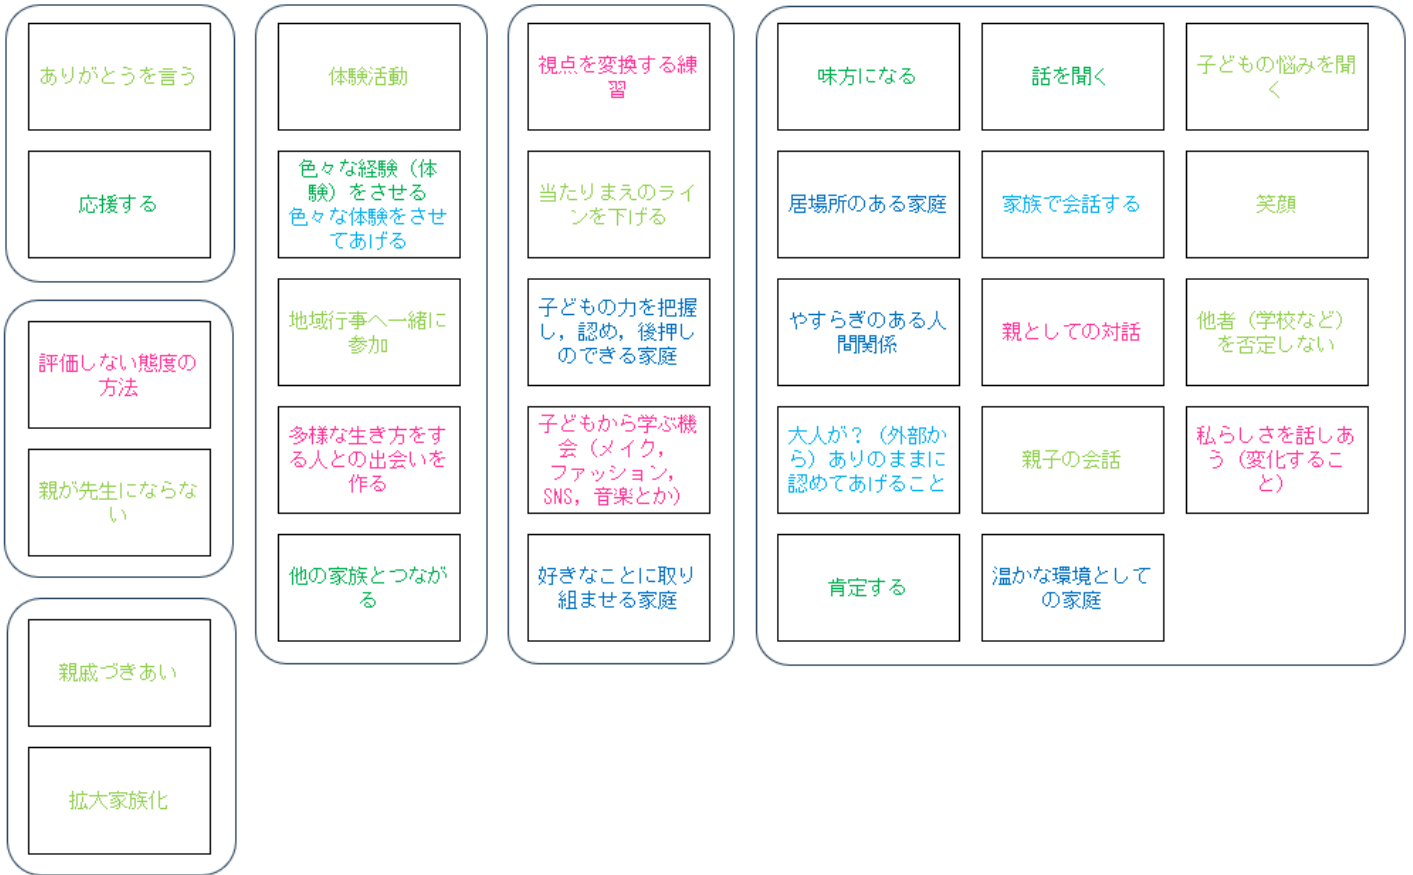 ありがとうを言う
応援する
評価しない態度の
方法
親が先生にならな
い
親戚づきあい
拡大家族化
体験活動
色々な経験（体
験）をさせる
色々な体験をさせ
てあげる
地域行事へ一緒に
参加
多様な生き方をす
る人との出会いを
作る
他の家族とつなが
る
視点を変換する練
習
当たりまえのライ
ンを下げる
子どもの力を把握
し，認め，後押し
のできる家庭
子どもから学ぶ機
会（メイク，
ファッション，
SNS，音楽とか）
好きなことに取り
組ませる家庭
味方になる
話を聞く
子どもの悩みを聞
く
居場所のある家庭
家族で会話する
笑顔
やすらぎのある人
間関係
親としての対話
他者（学校など）
を否定しない
大人が？（外部か
ら）ありのままに
認めてあげること
親子の会話
私らしさを話しあ
う（変化するこ
と）
肯定する
温かな環境として
の家庭